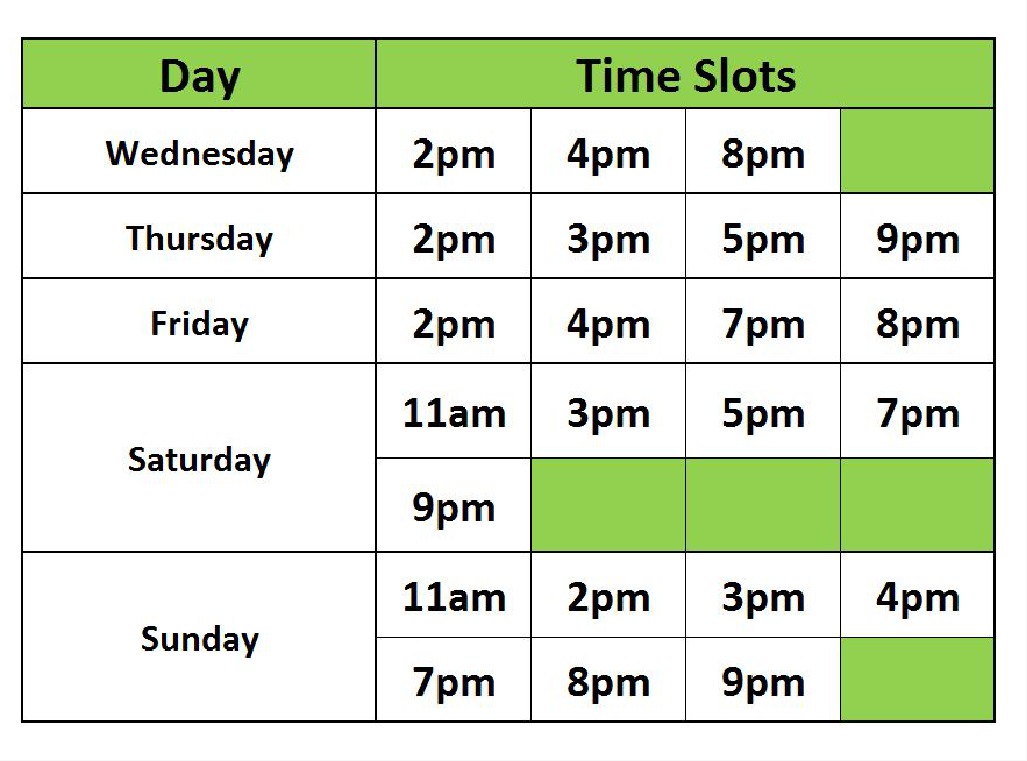 Day Time Slots
Wednesday 2pm 4pm 8pm
Thursday 2pm 3pm 5pm 9pm
Friday 2pm 4pm 7pm 8pm
Saturday 11am 3pm 5pm 7pm
9pm
Sunday 11am 2pm 3pm 4pm
7pm 8pm 9pm